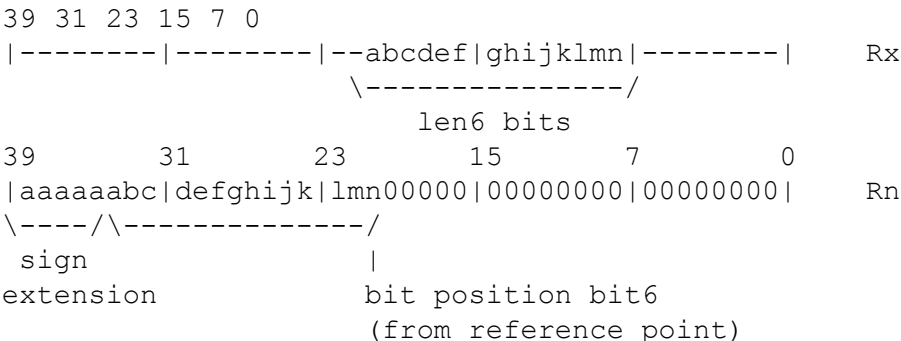 39 31 23 15 7 0
|--------|--------|--abcdef|ghijklmn|--------|    Rx
                  \---------------/
                     len6 bits
39      31       23       15       7        0
|aaaaaabc|defghijk|lmn00000|00000000|00000000|    Rn
\----/\--------------/
 sign               |
extension           bit position bit6
                    (from reference point)